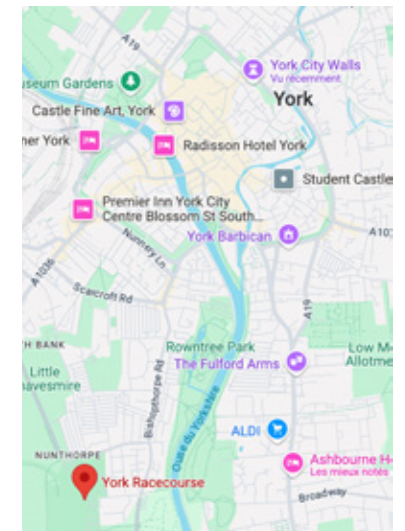 A19
York City Walls
Vu récemment
useum Gardens
York
Castle Fine Art, York
ner York
Radisson Hotel York
Student Castle
Premier Inn York City
Centre Blossom St South...
York Barbican
A10
Nunnery Ln
A1036
Scarcroft Rd
A19
TH BANK
Rowntree Park
Low M
Allotme
The Fulford Arms
Little
navesmire
Bishopthorpe Rd
Ouse du Yorkshire
ALDI
NUNTHORPE
Ashbourne H
Les mieux notés
York Racecourse
Broadway